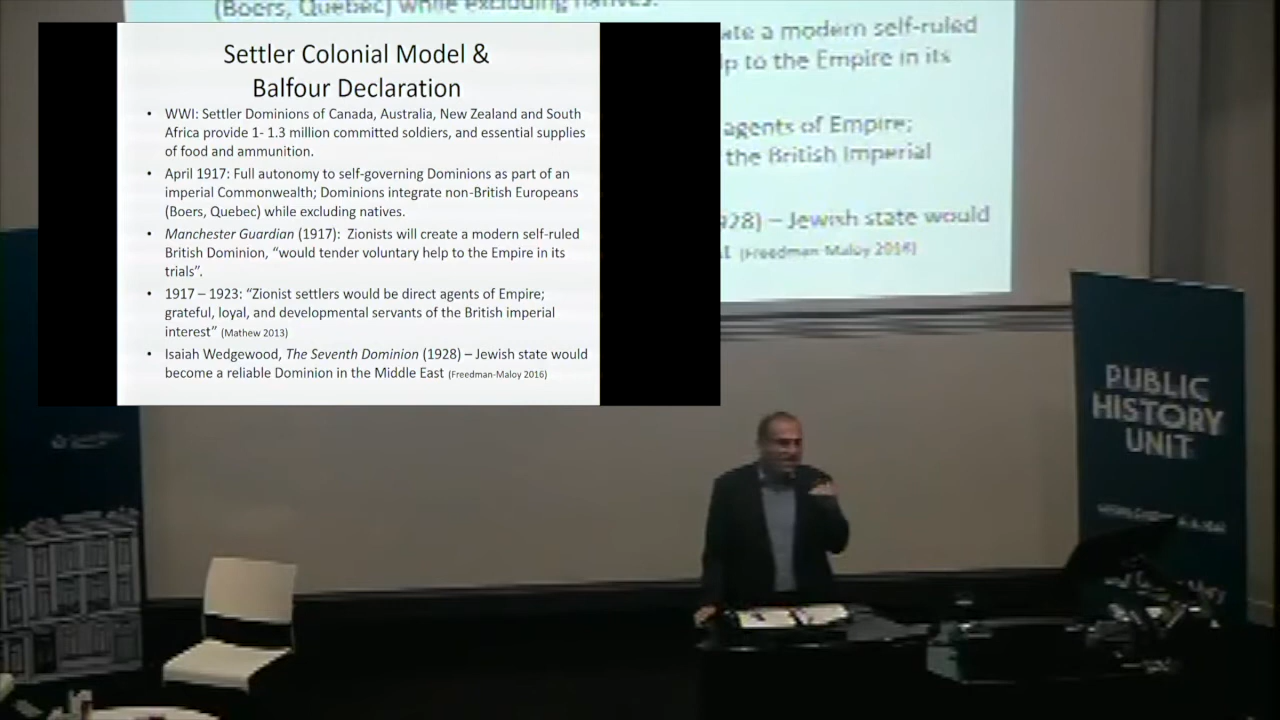 Settler Colonial Model &
Balfour Declaration
• WWI: Settler Dominions of Canada, Australia, New Zealand and South
Africa provide 1- 1.3 million committed soldiers, and essential supplies
of food and ammunition.
• April 1917: Full autonomy to self-governing Dominions as part of an
imperial Commonwealth; Dominions integrate non-British Europeans
(Boers, Quebec) while excluding natives.
• Manchester Guardian (1917): Zionists will create a modern self-ruled
British Dominion, “would tender voluntary help to the Empire in its
trials”.
• 1917 – 1923: “Zionist settlers would be direct agents of Empire;
grateful, loyal, and developmental servants of the British imperial
interest” (Mathew 2013)
• Isaiah Wedgewood, The Seventh Dominion (1928) – Jewish state would
become a reliable Dominion in the Middle East (Freedman-Maloy 2016)
(Boers, Quebec) while excluding natives.
ate a modern self-ruled
p to the Empire in its
agents of Empire;
the British Imperial
928) – Jewish state would
(Freedman-Maloy 2016)
PUBLIC
HISTORY
UNIT